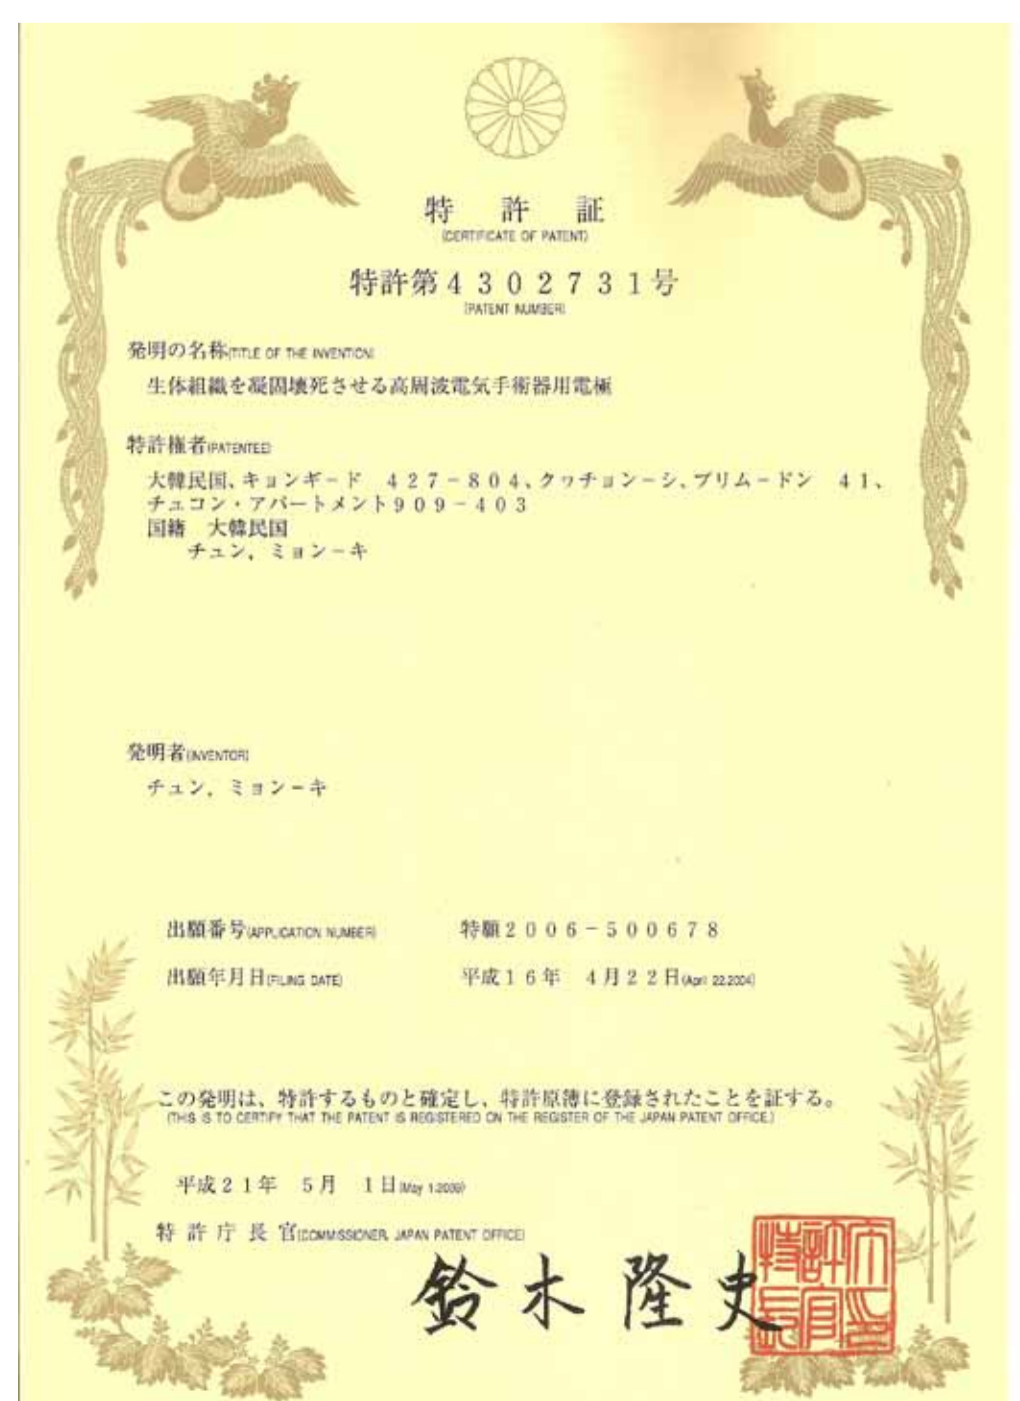 特許証
(CERTIFICATE OF PATENT)
特許第4302731号
(PATENT NUMBER)
発明の名称(TITLE OF THE INVENTION)
生体組織を凝固壊死させる高周波電気手術器用電極
特許権者(PATENTEE)
大韓民国、キョンギ－ド 427－804、クァチョン－シ、ブリム－ドン 41、
チュコン・アパートメント909－403
国籍 大韓民国
チュン，ミョン－キ
発明者(INVENTOR)
チュン，ミョン－キ
出願番号(APPLICATION NUMBER) 特願2006－500678
出願年月日(FILING DATE) 平成16年 4月22日(April 22,2004)
この発明は、特許するものと確定し、特許原簿に登録されたことを証する。
(THIS IS TO CERTIFY THAT THE PATENT IS REGISTERED ON THE REGISTER OF THE JAPAN PATENT OFFICE.)
平成21年 5月 1日(May 1,2009)
特許庁長官(COMMISSIONER, JAPAN PATENT OFFICE)
鈴木隆史